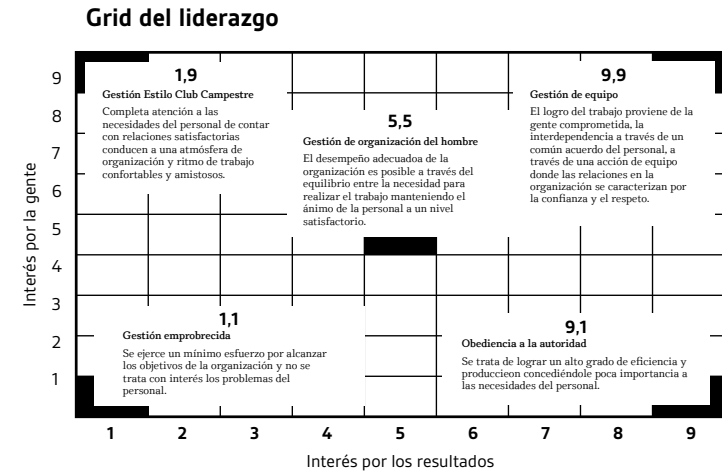 Grid del liderazgo
Interés por la gente
9
8
7
6
5
4
3
2
1
1,9
Gestión Estilo Club Campestre
Completa atención a las
necesidades del personal de contar
con relaciones satisfactorias
conducen a una atmósfera de
organización y ritmo de trabajo
confortables y amistosos.
5,5
Gestión de organización del hombre
El desempeño adecuadoa de la
organización es posible a través del
equilibrio entre la necesidad para
realizar el trabajo manteniendo el
ánimo de la personal a un nivel
satisfactorio.
9,9
Gestión de equipo
El logro del trabajo proviene de la
gente comprometida, la
interdependencia a través de un
común acuerdo del personal, a
través de una acción de equipo
donde las relaciones en la
organización se caracterizan por
la confianza y el respeto.
1,1
Gestión emprobrecida
Se ejerce un mínimo esfuerzo por alcanzar
los objetivos de la organización y no se
trata con interés los problemas del
personal.
9,1
Obediencia a la autoridad
Se trata de lograr un alto grado de eficiencia y
produccieon concediéndole poca importancia a
las necesidades del personal.
1 2 3 4 5 6 7 8 9
Interés por los resultados